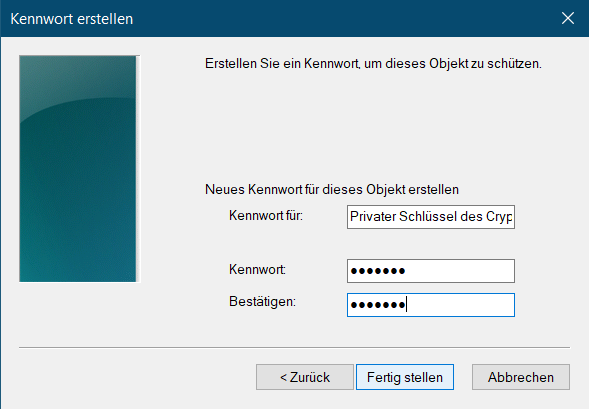 Kennwort erstellen
Erstellen Sie ein Kennwort, um dieses Objekt zu schützen.
Neues Kennwort für dieses Objekt erstellen
Kennwort für: Privater Schlüssel des Cryp
Kennwort: ●●●●●●●
Bestätigen: ●●●●●●●
< Zurück Fertig stellen Abbrechen